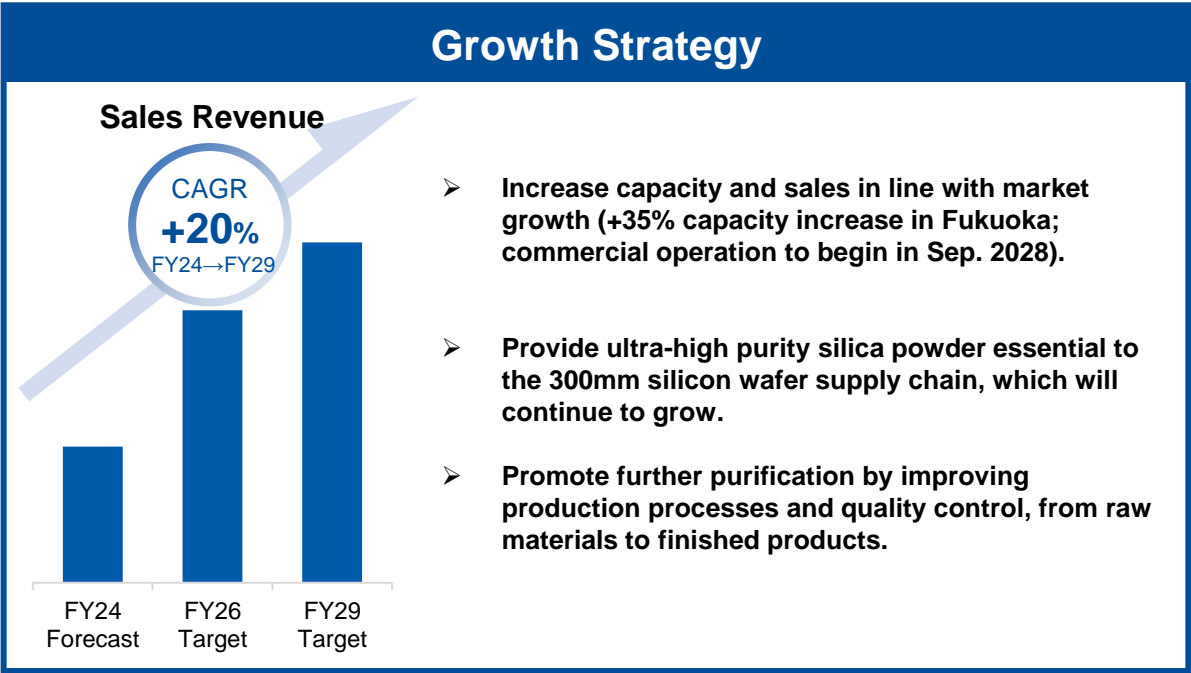 Growth Strategy
Sales Revenue
CAGR
+20%
FY24→FY29
FY24
Forecast
FY26
Target
FY29
Target
➢ Increase capacity and sales in line with market
growth (+35% capacity increase in Fukuoka;
commercial operation to begin in Sep. 2028).
➢ Provide ultra-high purity silica powder essential to
the 300mm silicon wafer supply chain, which will
continue to grow.
➢ Promote further purification by improving
production processes and quality control, from raw
materials to finished products.